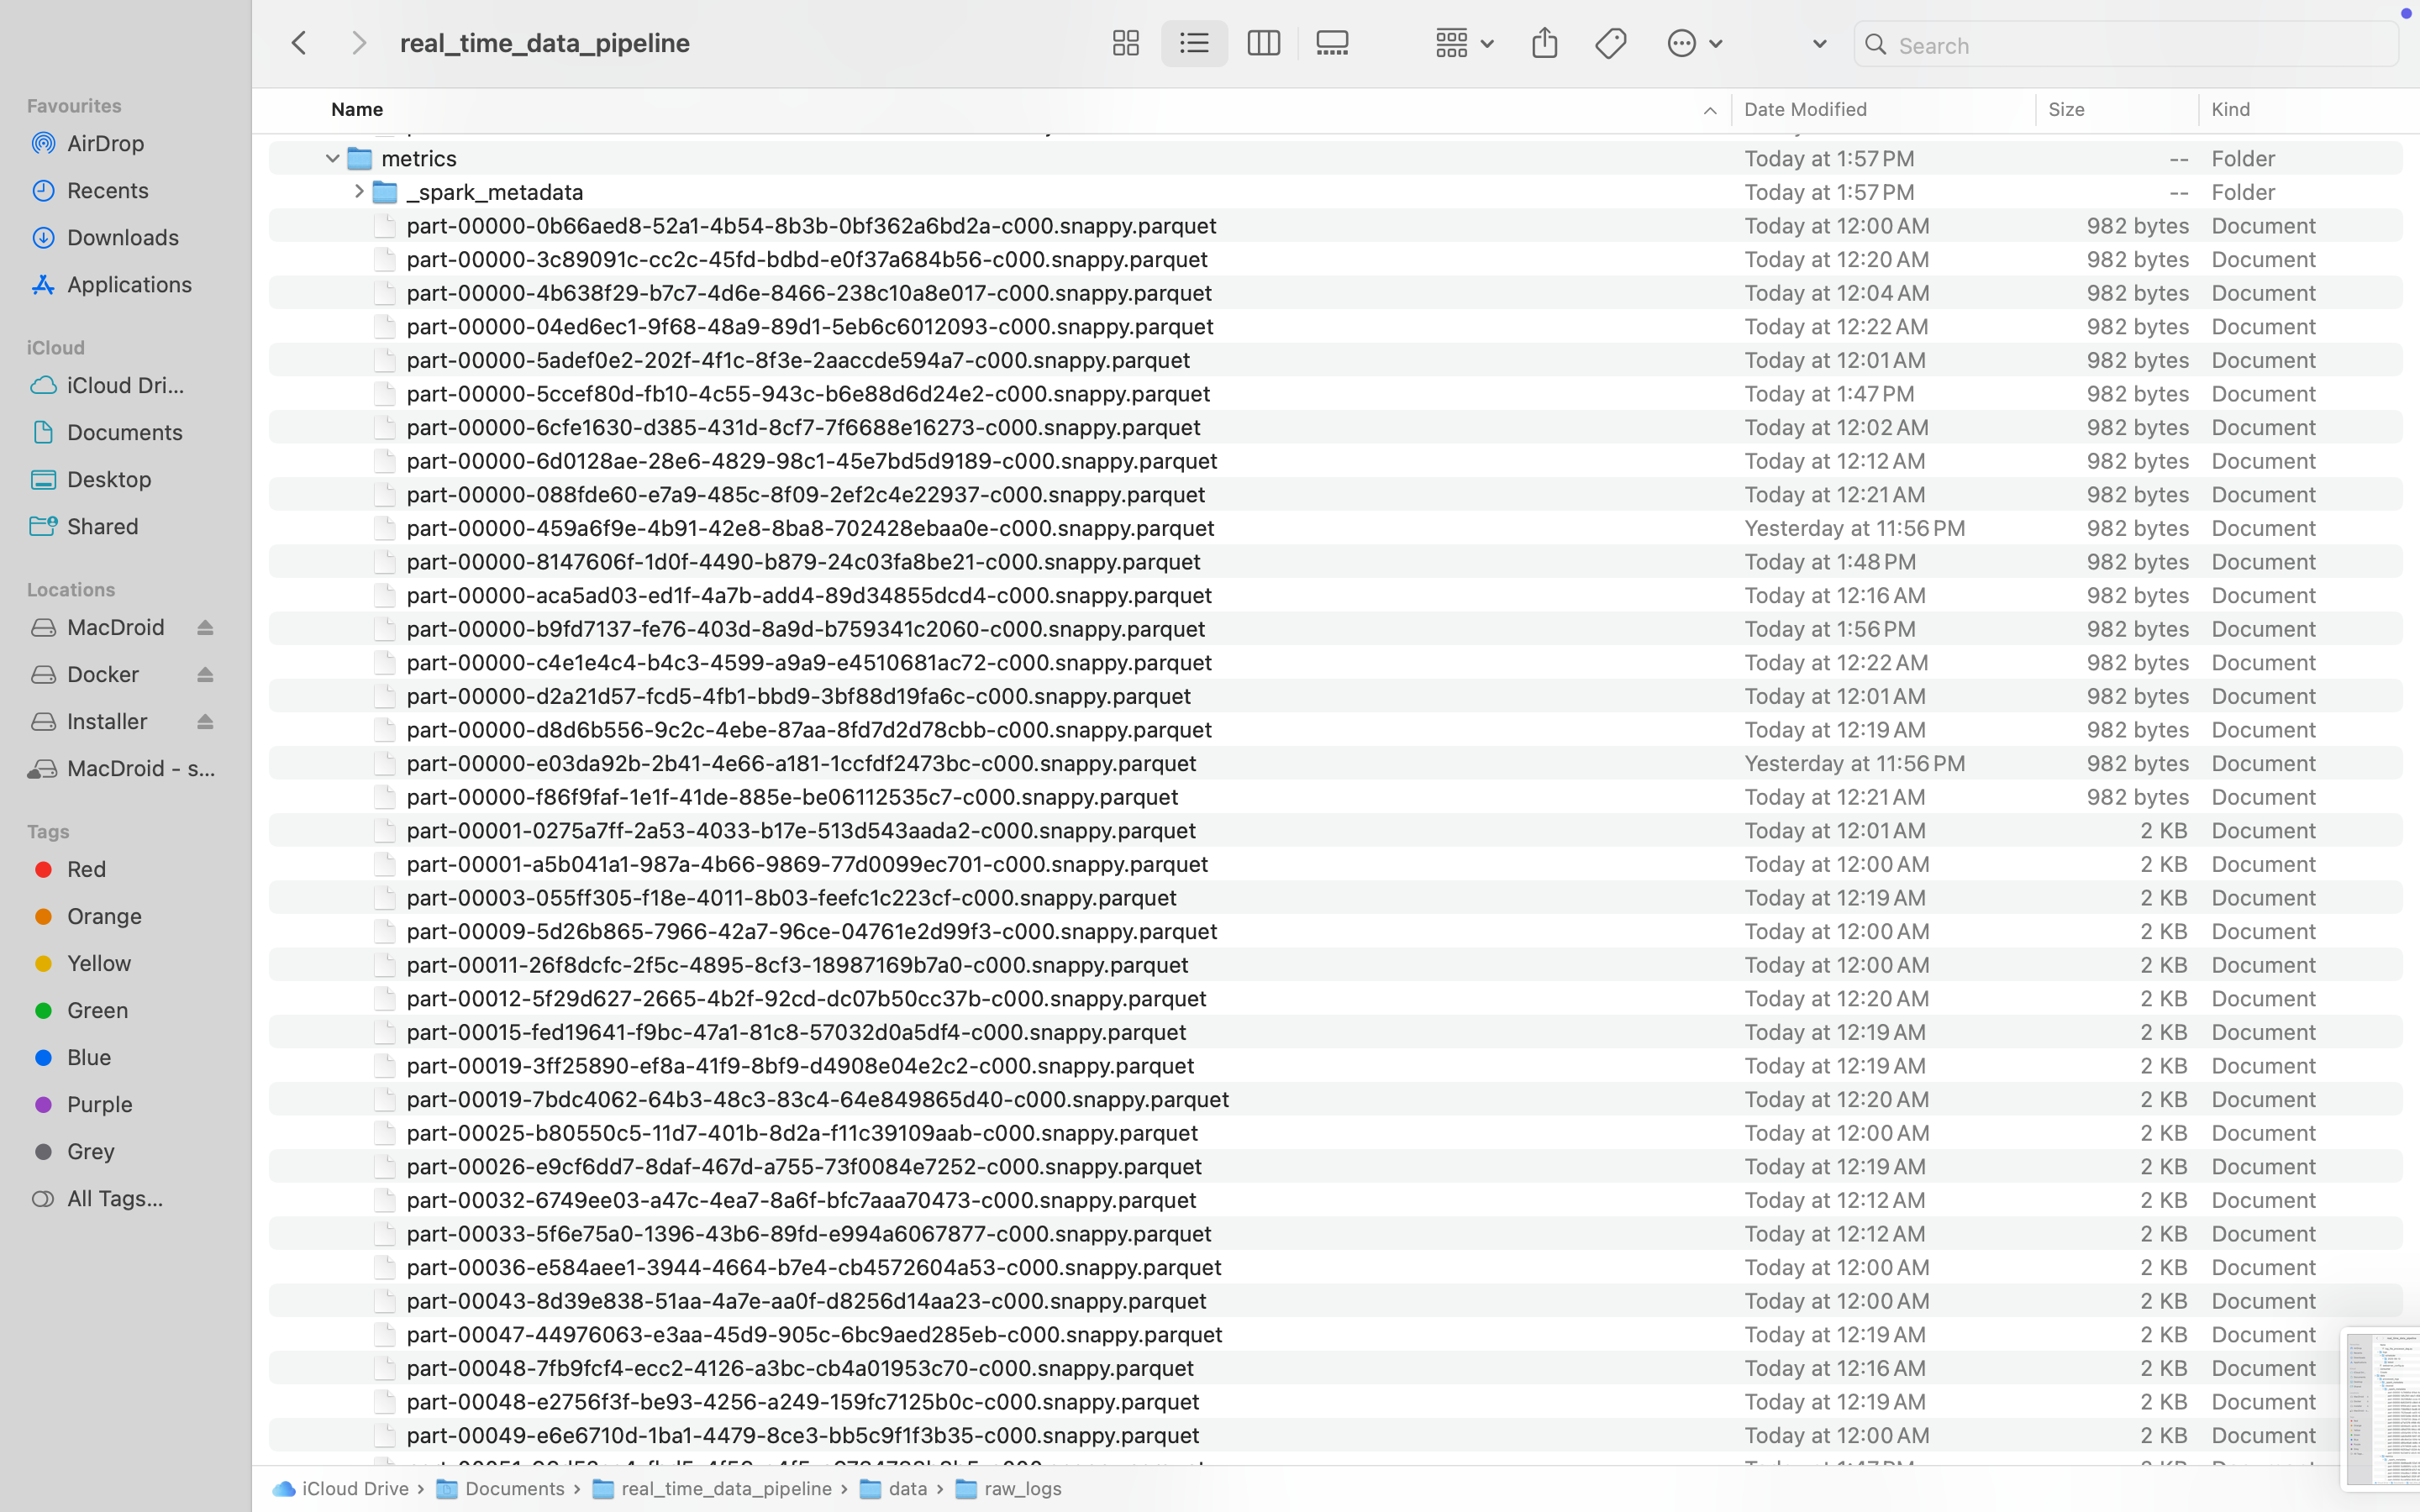 real_time_data_pipeline
Search
Favourites
AirDrop
Recents
Downloads
Applications
iCloud
iCloud Dri...
Documents
Desktop
Shared
Locations
MacDroid
Docker
Installer
MacDroid - s...
Tags
Red
Orange
Yellow
Green
Blue
Purple
Grey
All Tags...
Name Date Modified Size Kind
metrics Today at 1:57 PM -- Folder
_spark_metadata Today at 1:57 PM -- Folder
part-00000-0b66aed8-52a1-4b54-8b3b-0bf362a6bd2a-c000.snappy.parquet Today at 12:00 AM 982 bytes Document
part-00000-3c89091c-cc2c-45fd-bdbd-e0f37a684b56-c000.snappy.parquet Today at 12:20 AM 982 bytes Document
part-00000-4b638f29-b7c7-4d6e-8466-238c10a8e017-c000.snappy.parquet Today at 12:04 AM 982 bytes Document
part-00000-04ed6ec1-9f68-48a9-89d1-5eb6c6012093-c000.snappy.parquet Today at 12:22 AM 982 bytes Document
part-00000-5adef0e2-202f-4f1c-8f3e-2aaccde594a7-c000.snappy.parquet Today at 12:01 AM 982 bytes Document
part-00000-5ccef80d-fb10-4c55-943c-b6e88d6d24e2-c000.snappy.parquet Today at 1:47 PM 982 bytes Document
part-00000-6cfe1630-d385-431d-8cf7-7f6688e16273-c000.snappy.parquet Today at 12:02 AM 982 bytes Document
part-00000-6d0128ae-28e6-4829-98c1-45e7bd5d9189-c000.snappy.parquet Today at 12:12 AM 982 bytes Document
part-00000-088fde60-e7a9-485c-8f09-2ef2c4e22937-c000.snappy.parquet Today at 12:21 AM 982 bytes Document
part-00000-459a6f9e-4b91-42e8-8ba8-702428ebaa0e-c000.snappy.parquet Yesterday at 11:56 PM 982 bytes Document
part-00000-8147606f-1d0f-4490-b879-24c03fa8be21-c000.snappy.parquet Today at 1:48 PM 982 bytes Document
part-00000-aca5ad03-ed1f-4a7b-add4-89d34855dcd4-c000.snappy.parquet Today at 12:16 AM 982 bytes Document
part-00000-b9fd7137-fe76-403d-8a9d-b759341c2060-c000.snappy.parquet Today at 1:56 PM 982 bytes Document
part-00000-c4e1e4c4-b4c3-4599-a9a9-e4510681ac72-c000.snappy.parquet Today at 12:22 AM 982 bytes Document
part-00000-d2a21d57-fcd5-4fb1-bbd9-3bf88d19fa6c-c000.snappy.parquet Today at 12:01 AM 982 bytes Document
part-00000-d8d6b556-9c2c-4ebe-87aa-8fd7d2d78cbb-c000.snappy.parquet Today at 12:19 AM 982 bytes Document
part-00000-e03da92b-2b41-4e66-a181-1ccfdf2473bc-c000.snappy.parquet Yesterday at 11:56 PM 982 bytes Document
part-00000-f86f9faf-1e1f-41de-885e-be06112535c7-c000.snappy.parquet Today at 12:21 AM 982 bytes Document
part-00001-0275a7ff-2a53-4033-b17e-513d543aada2-c000.snappy.parquet Today at 12:01 AM 2 KB Document
part-00001-a5b041a1-987a-4b66-9869-77d0099ec701-c000.snappy.parquet Today at 12:00 AM 2 KB Document
part-00003-055ff305-f18e-4011-8b03-feefc1c223cf-c000.snappy.parquet Today at 12:19 AM 2 KB Document
part-00009-5d26b865-7966-42a7-96ce-04761e2d99f3-c000.snappy.parquet Today at 12:00 AM 2 KB Document
part-00011-26f8dcfc-2f5c-4895-8cf3-18987169b7a0-c000.snappy.parquet Today at 12:00 AM 2 KB Document
part-00012-5f29d627-2665-4b2f-92cd-dc07b50cc37b-c000.snappy.parquet Today at 12:20 AM 2 KB Document
part-00015-fed19641-f9bc-47a1-81c8-57032d0a5df4-c000.snappy.parquet Today at 12:19 AM 2 KB Document
part-00019-3ff25890-ef8a-41f9-8bf9-d4908e04e2c2-c000.snappy.parquet Today at 12:19 AM 2 KB Document
part-00019-7bdc4062-64b3-48c3-83c4-64e849865d40-c000.snappy.parquet Today at 12:20 AM 2 KB Document
part-00025-b80550c5-11d7-401b-8d2a-f11c39109aab-c000.snappy.parquet Today at 12:00 AM 2 KB Document
part-00026-e9cf6dd7-8daf-467d-a755-73f0084e7252-c000.snappy.parquet Today at 12:19 AM 2 KB Document
part-00032-6749ee03-a47c-4ea7-8a6f-bfc7aaa70473-c000.snappy.parquet Today at 12:12 AM 2 KB Document
part-00033-5f6e75a0-1396-43b6-89fd-e994a6067877-c000.snappy.parquet Today at 12:12 AM 2 KB Document
part-00036-e584aee1-3944-4664-b7e4-cb4572604a53-c000.snappy.parquet Today at 12:00 AM 2 KB Document
part-00043-8d39e838-51aa-4a7e-aa0f-d8256d14aa23-c000.snappy.parquet Today at 12:00 AM 2 KB Document
part-00047-44976063-e3aa-45d9-905c-6bc9aed285eb-c000.snappy.parquet Today at 12:19 AM 2 KB Document
part-00048-7fb9fcf4-ecc2-4126-a3bc-cb4a01953c70-c000.snappy.parquet Today at 12:16 AM 2 KB Document
part-00048-e2756f3f-be93-4256-a249-159fc7125b0c-c000.snappy.parquet Today at 12:19 AM 2 KB Document
part-00049-e6e6710d-1ba1-4479-8ce3-bb5c9f1f3b35-c000.snappy.parquet Today at 12:00 AM 2 KB Document
iCloud Drive › Documents › real_time_data_pipeline › data › raw_logs